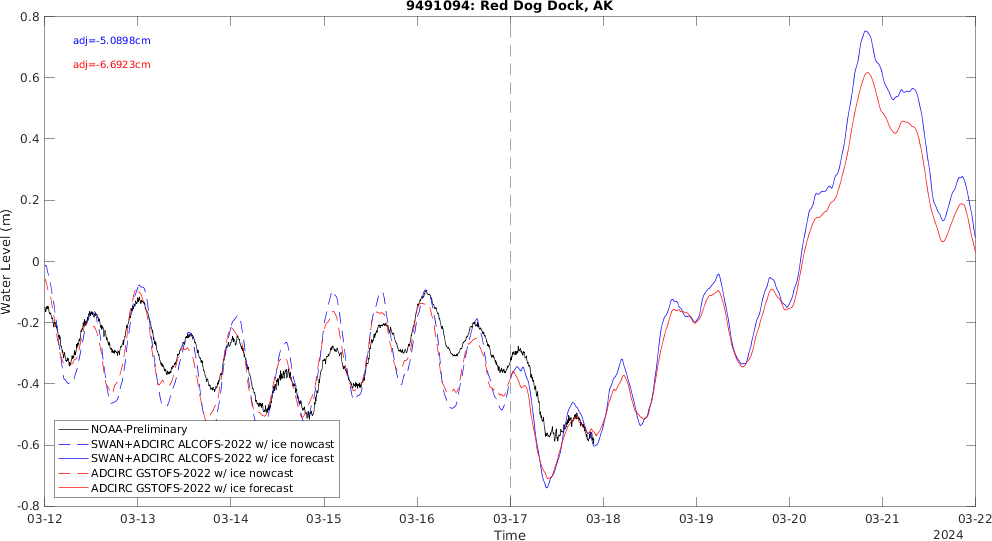 9491094: Red Dog Dock, AK
adj=-5.0898cm
adj=-6.6923cm
Water Level (m)
0.8
0.6
0.4
0.2
0
-0.2
-0.4
-0.6
-0.8
NOAA-Preliminary
SWAN+ADCIRC ALCOFS-2022 w/ ice nowcast
SWAN+ADCIRC ALCOFS-2022 w/ ice forecast
ADCIRC GSTOFS-2022 w/ ice nowcast
ADCIRC GSTOFS-2022 w/ ice forecast
03-12 03-13 03-14 03-15 03-16 03-17 03-18 03-19 03-20 03-21 03-22
Time
2024